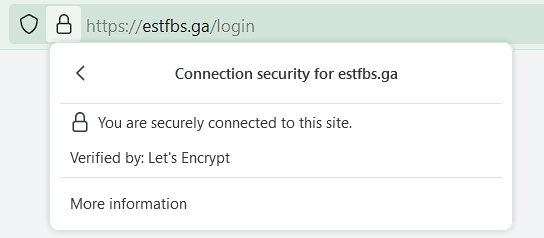 https://estfbs.ga/login
Connection security for estfbs.ga
You are securely connected to this site.
Verified by: Let's Encrypt
More information